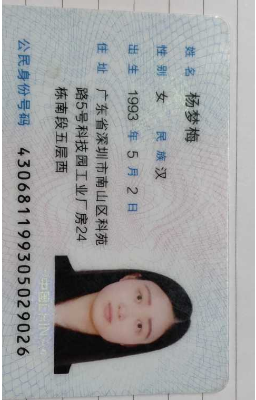 姓名 杨梦梅
性别 女 民族 汉
出生 1993 年 5 月 2 日
住址 广东省深圳市南山区科苑
路5号科技园工业厂房24
栋南段五层西
公民身份号码 430681199305029026